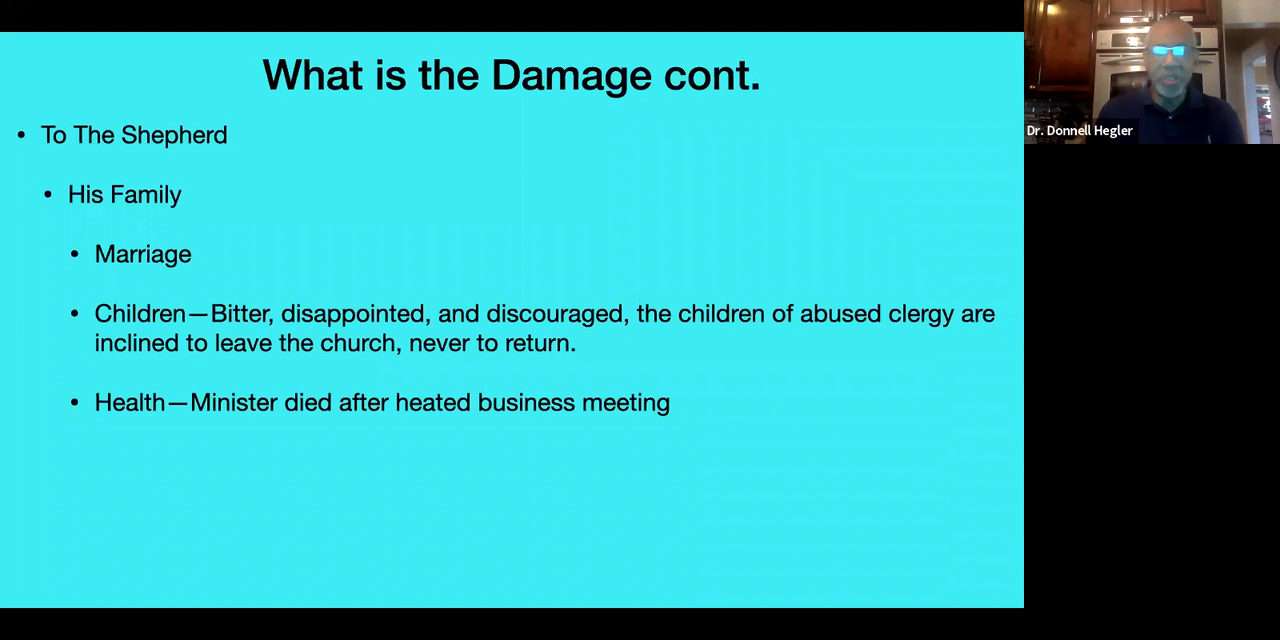 What is the Damage cont.
• To The Shepherd
• His Family
• Marriage
• Children—Bitter, disappointed, and discouraged, the children of abused clergy are
inclined to leave the church, never to return.
• Health—Minister died after heated business meeting
Dr. Donnell Hegler